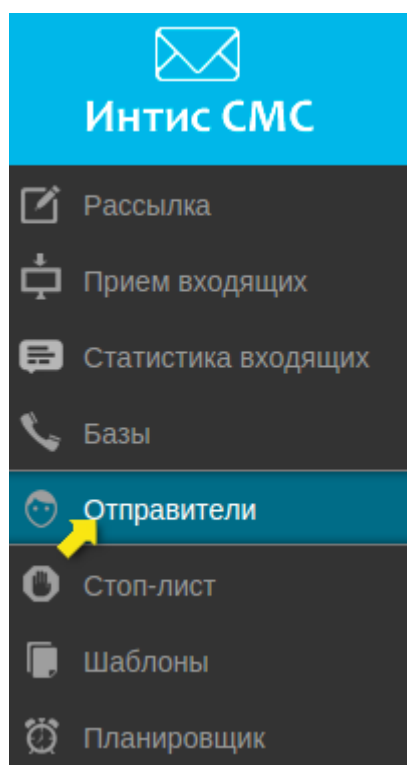 Интис СМС
Рассылка
Прием входящих
Статистика входящих
Базы
Отправители
Стоп-лист
Шаблоны
Планировщик